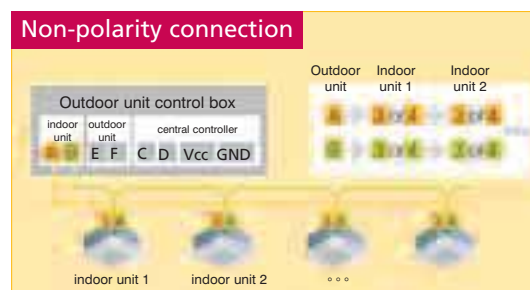 Non-polarity connection
Outdoor unit control box
indoor unit
outdoor unit
central controller
E F
C D Vcc GND
Outdoor unit
Indoor unit 1
Indoor unit 2
indoor unit 1
indoor unit 2